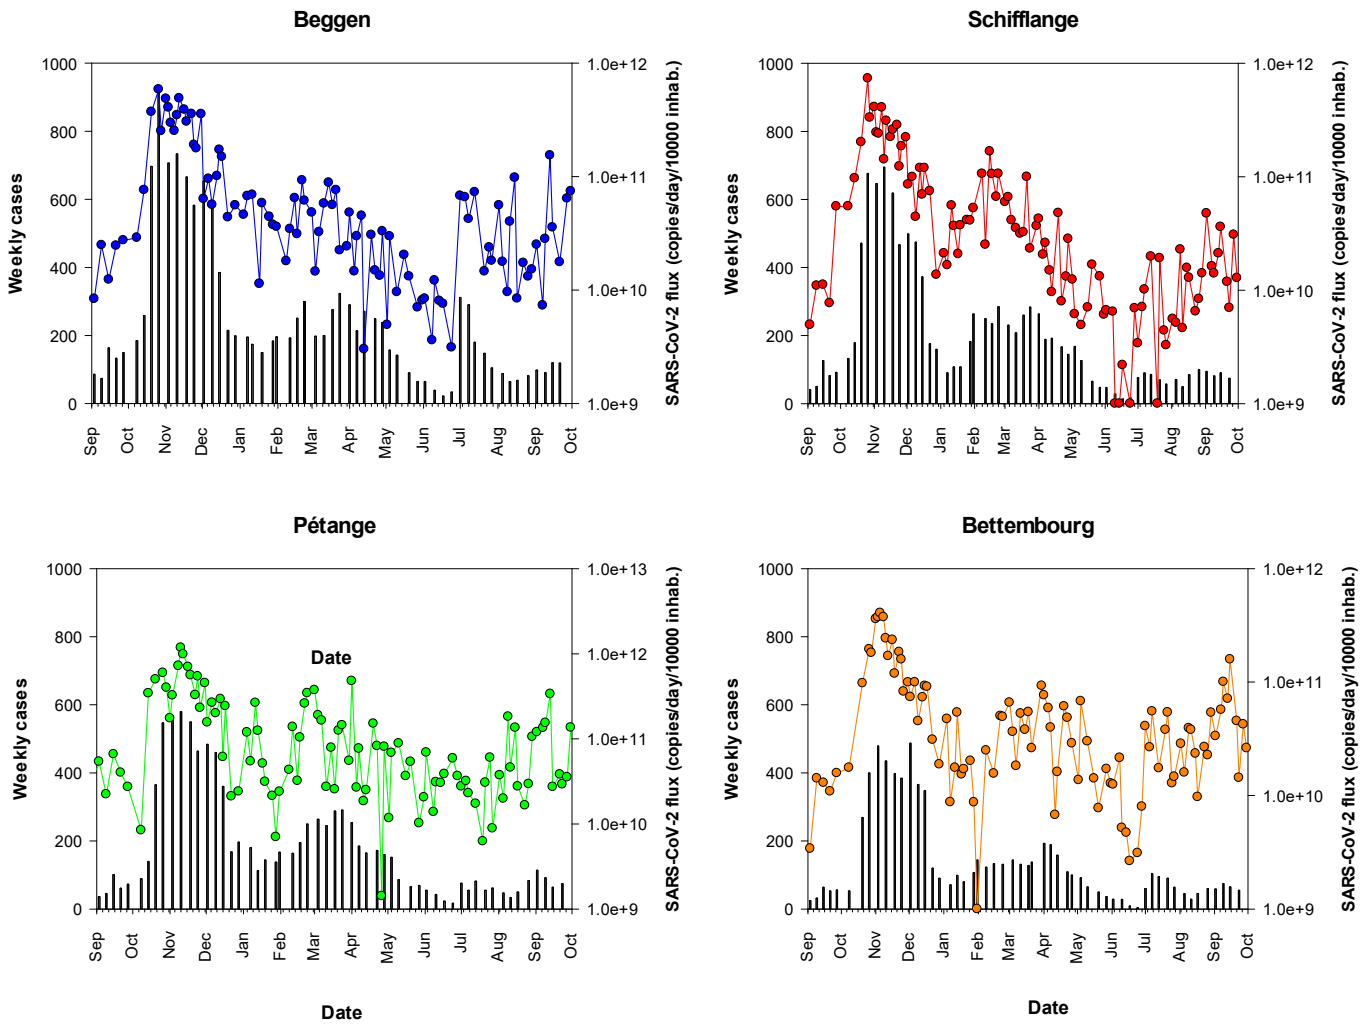 Beggen
Weekly cases
1000
800
600
400
200
0
1.0e+12
1.0e+11
1.0e+10
1.0e+9
SARS-CoV-2 flux (copies/day/10000 inhab.)
Sep
Oct
Nov
Dec
Jan
Feb
Mar
Apr
May
Jun
Jul
Aug
Sep
Oct
Schifflange
Weekly cases
1000
800
600
400
200
0
1.0e+12
1.0e+11
1.0e+10
1.0e+9
SARS-CoV-2 flux (copies/day/10000 inhab.)
Sep
Oct
Nov
Dec
Jan
Feb
Mar
Apr
May
Jun
Jul
Aug
Sep
Oct
Pétange
Weekly cases
1000
800
600
400
200
0
Date
1.0e+13
1.0e+12
1.0e+11
1.0e+10
1.0e+9
SARS-CoV-2 flux (copies/day/10000 inhab.)
Sep
Oct
Nov
Dec
Jan
Feb
Mar
Apr
May
Jun
Jul
Aug
Sep
Oct
Date
Bettembourg
Weekly cases
1000
800
600
400
200
0
1.0e+12
1.0e+11
1.0e+10
1.0e+9
SARS-CoV-2 flux (copies/day/10000 inhab.)
Sep
Oct
Nov
Dec
Jan
Feb
Mar
Apr
May
Jun
Jul
Aug
Sep
Oct
Date